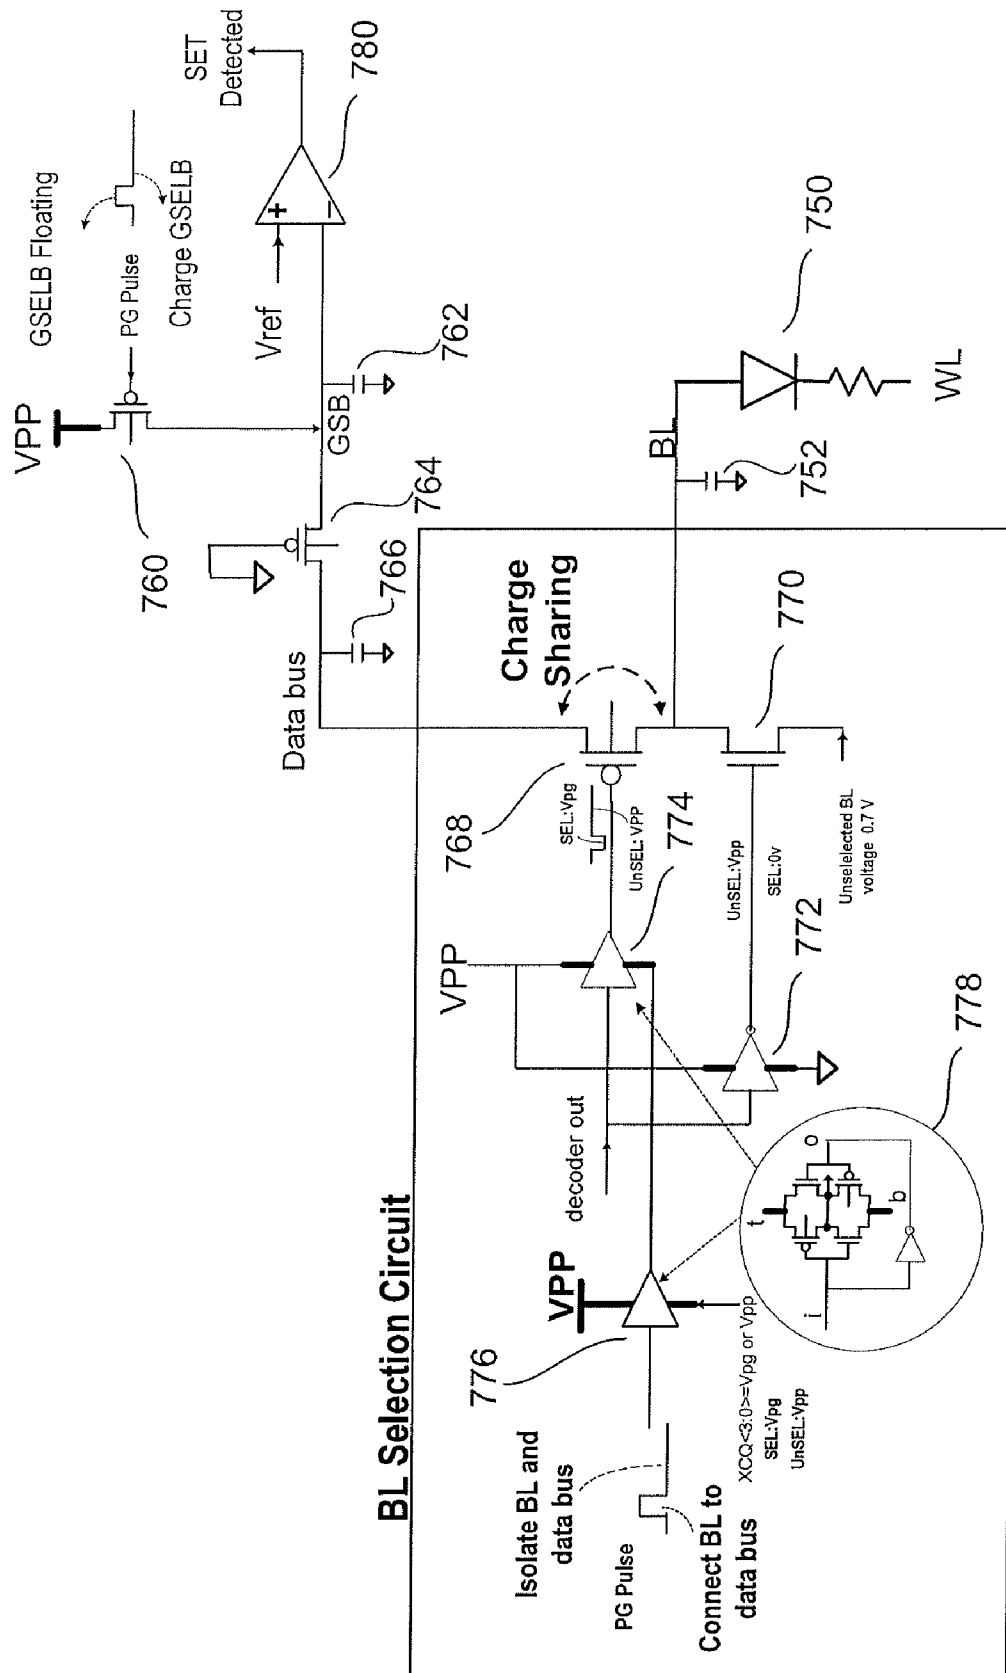 BL Selection Circuit
Isolate BL and
data bus
PG Pulse
Connect BL to
data bus
776
VPP
XCQ<3:0>=Vpg or Vpp
SEL:Vpg
UnSEL:Vpp
decoder out
VPP
774
772
778
i
t
o
b
768
SEL:Vpg
UnSEL: VPP
UnSEL:Vpp
SEL:0v
Unselelected BL
voltage 0.7 V
770
Charge
Sharing
Data bus
766
764
760
VPP
PG Pulse
GSELB Floating
Charge GSELB
GSB
762
Vref
+
−
SET
Detected
780
BL
752
750
WL